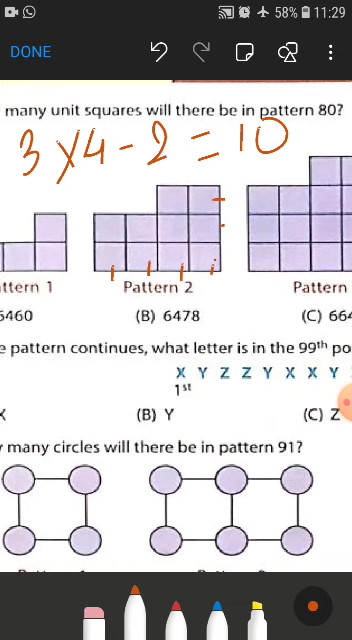 58% 11:29
DONE
many unit squares will there be in pattern 80?
3 x 4 - 2 = 10
ttern 1 Pattern 2 Pattern
6460 (B) 6478 (C) 664
e pattern continues, what letter is in the 99th po
X Y Z Z Y X X Y
1st
X (B) Y (C) Z
many circles will there be in pattern 91?